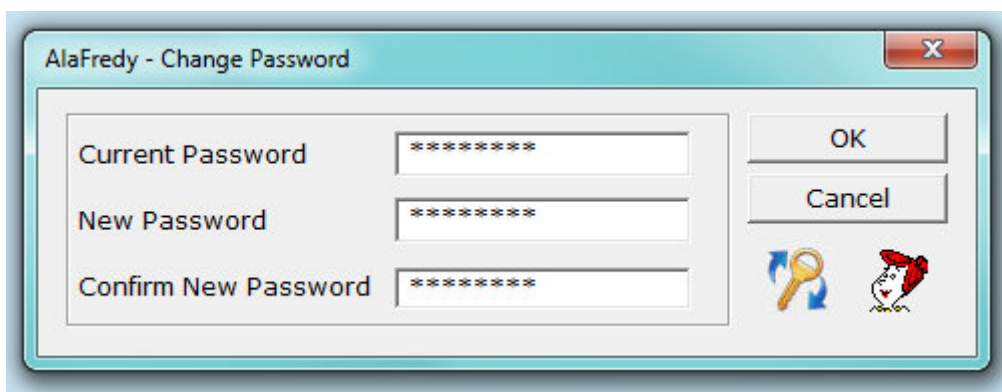 AlaFredy - Change Password
Current Password ********
OK
New Password ********
Cancel
Confirm New Password ********